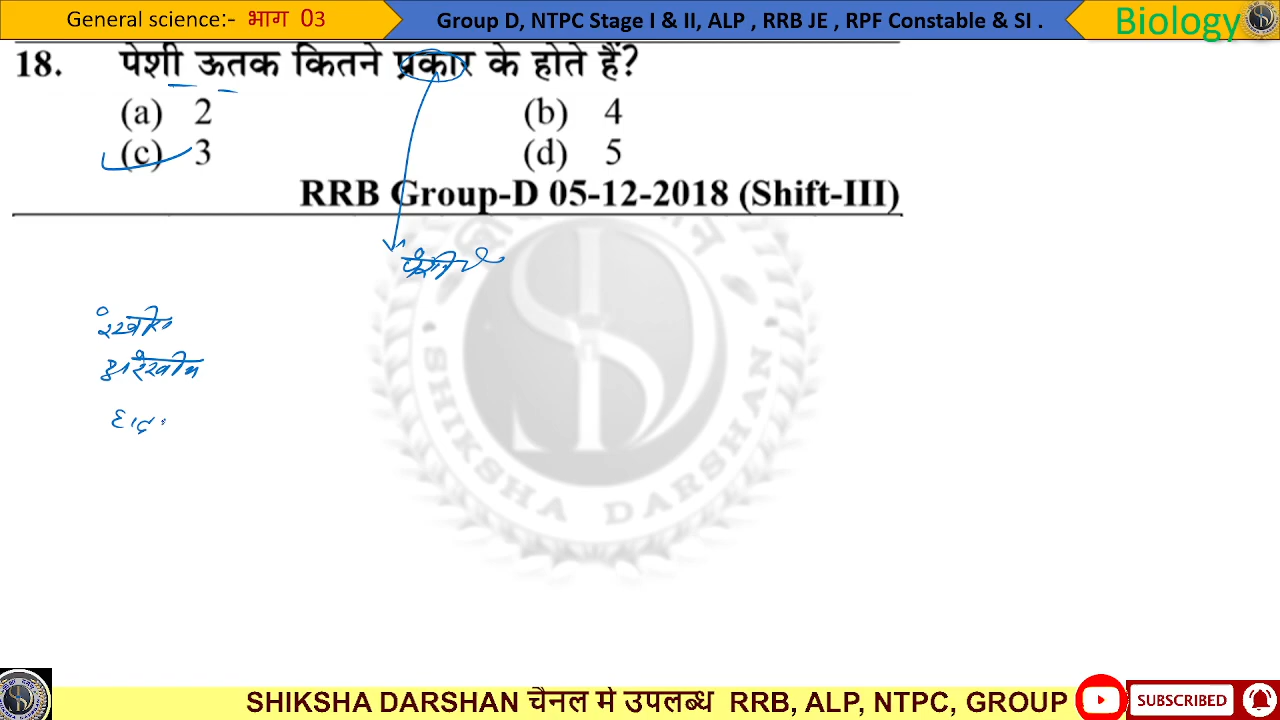 General science:- भाग 03
Group D, NTPC Stage I & II, ALP , RRB JE , RPF Constable & SI .
Biology
18. पेशी ऊतक कितने प्रकार के होते हैं?
(a) 2 (b) 4
(c) 3 (d) 5
RRB Group-D 05-12-2018 (Shift-III)
SHIKSHA DARSHAN
SHIKSHA DARSHAN चैनल में उपलब्ध RRB, ALP, NTPC, GROUP
SUBSCRIBED